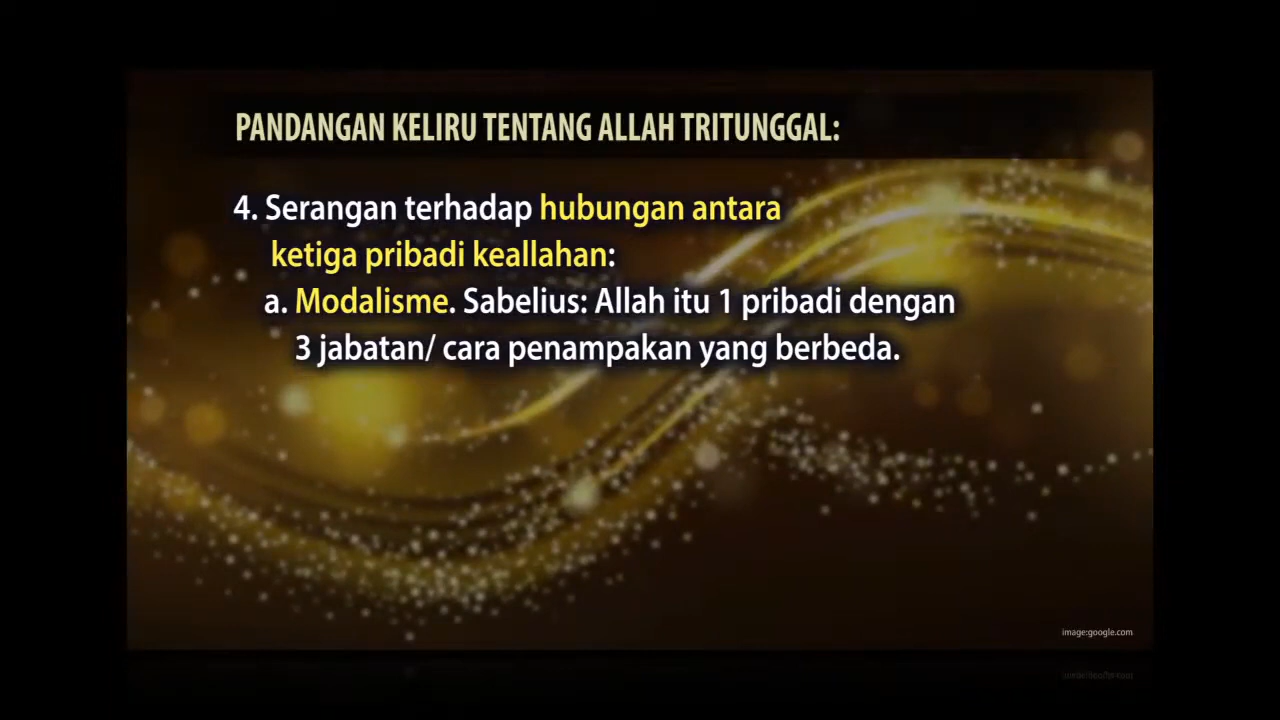 PANDANGAN KELIRU TENTANG ALLAH TRITUNGGAL:
4. Serangan terhadap hubungan antara
ketiga pribadi keallahan:
a. Modalisme. Sabelius: Allah itu 1 pribadi dengan
3 jabatan/ cara penampakan yang berbeda.
image:google.com